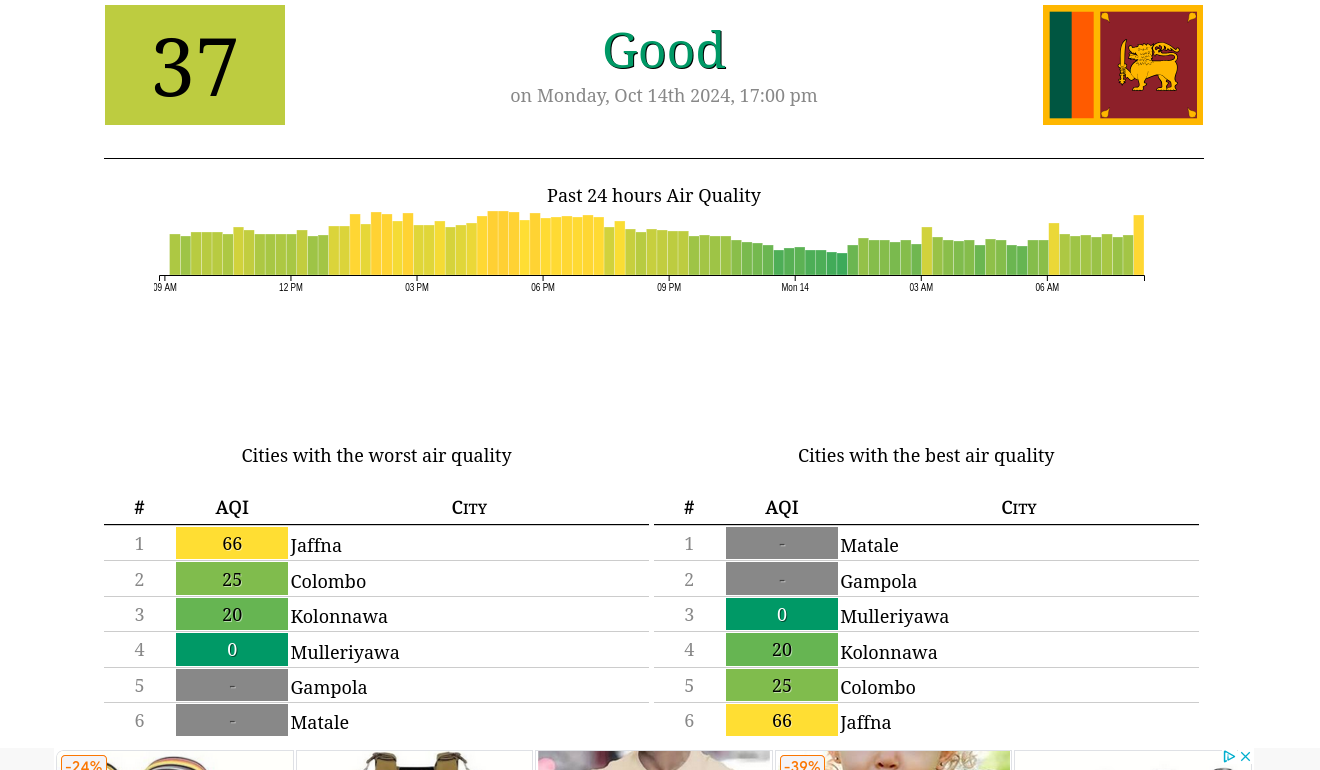 37
Good
on Monday, Oct 14th 2024, 17:00 pm
Past 24 hours Air Quality
09 AM 12 PM 03 PM 06 PM 09 PM Mon 14 03 AM 06 AM
Cities with the worst air quality
# AQI City
1 66 Jaffna
2 25 Colombo
3 20 Kolonnawa
4 0 Mulleriyawa
5 - Gampola
6 - Matale
Cities with the best air quality
# AQI City
1 - Matale
2 - Gampola
3 0 Mulleriyawa
4 20 Kolonnawa
5 25 Colombo
6 66 Jaffna
-24% -39%